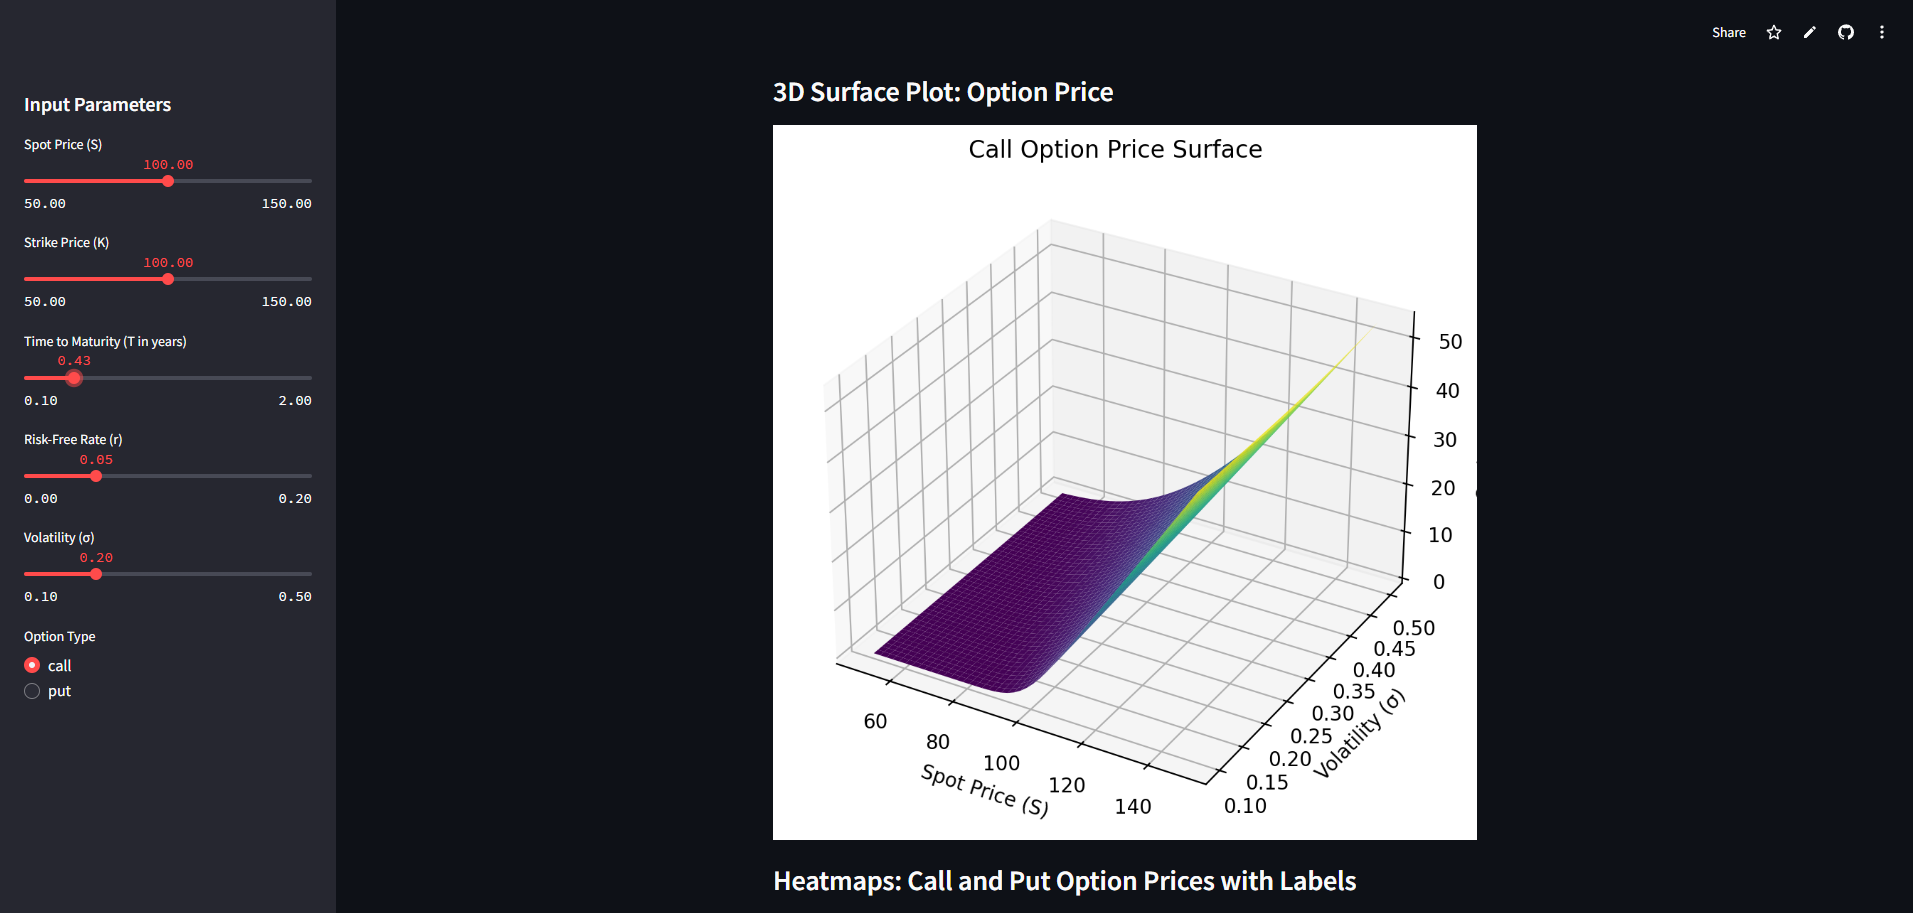 Share
Input Parameters
Spot Price (S)
100.00
50.00 150.00
Strike Price (K)
100.00
50.00 150.00
Time to Maturity (T in years)
0.43
0.10 2.00
Risk-Free Rate (r)
0.05
0.00 0.20
Volatility (σ)
0.20
0.10 0.50
Option Type
call
put
3D Surface Plot: Option Price
Call Option Price Surface
50
40
30
20
10
0
0.50
0.45
0.40
0.35
0.30
0.25
0.20
0.15
0.10
Volatility (σ)
60
80
100
120
140
Spot Price (S)
Heatmaps: Call and Put Option Prices with Labels